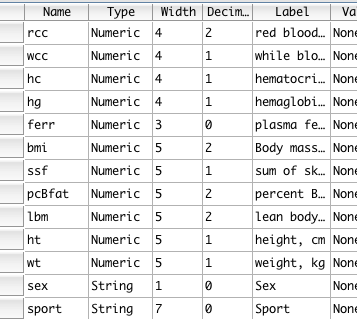 Name Type Width Decim... Label Va
rcc Numeric 4 2 red blood... None
wcc Numeric 4 1 while blo... None
hc Numeric 4 1 hematocri... None
hg Numeric 4 1 hemaglobi... None
ferr Numeric 3 0 plasma fe... None
bmi Numeric 5 2 Body mass... None
ssf Numeric 5 1 sum of sk... None
pcBfat Numeric 5 2 percent B... None
lbm Numeric 5 2 lean body... None
ht Numeric 5 1 height, cm None
wt Numeric 5 1 weight, kg None
sex String 1 0 Sex None
sport String 7 0 Sport None